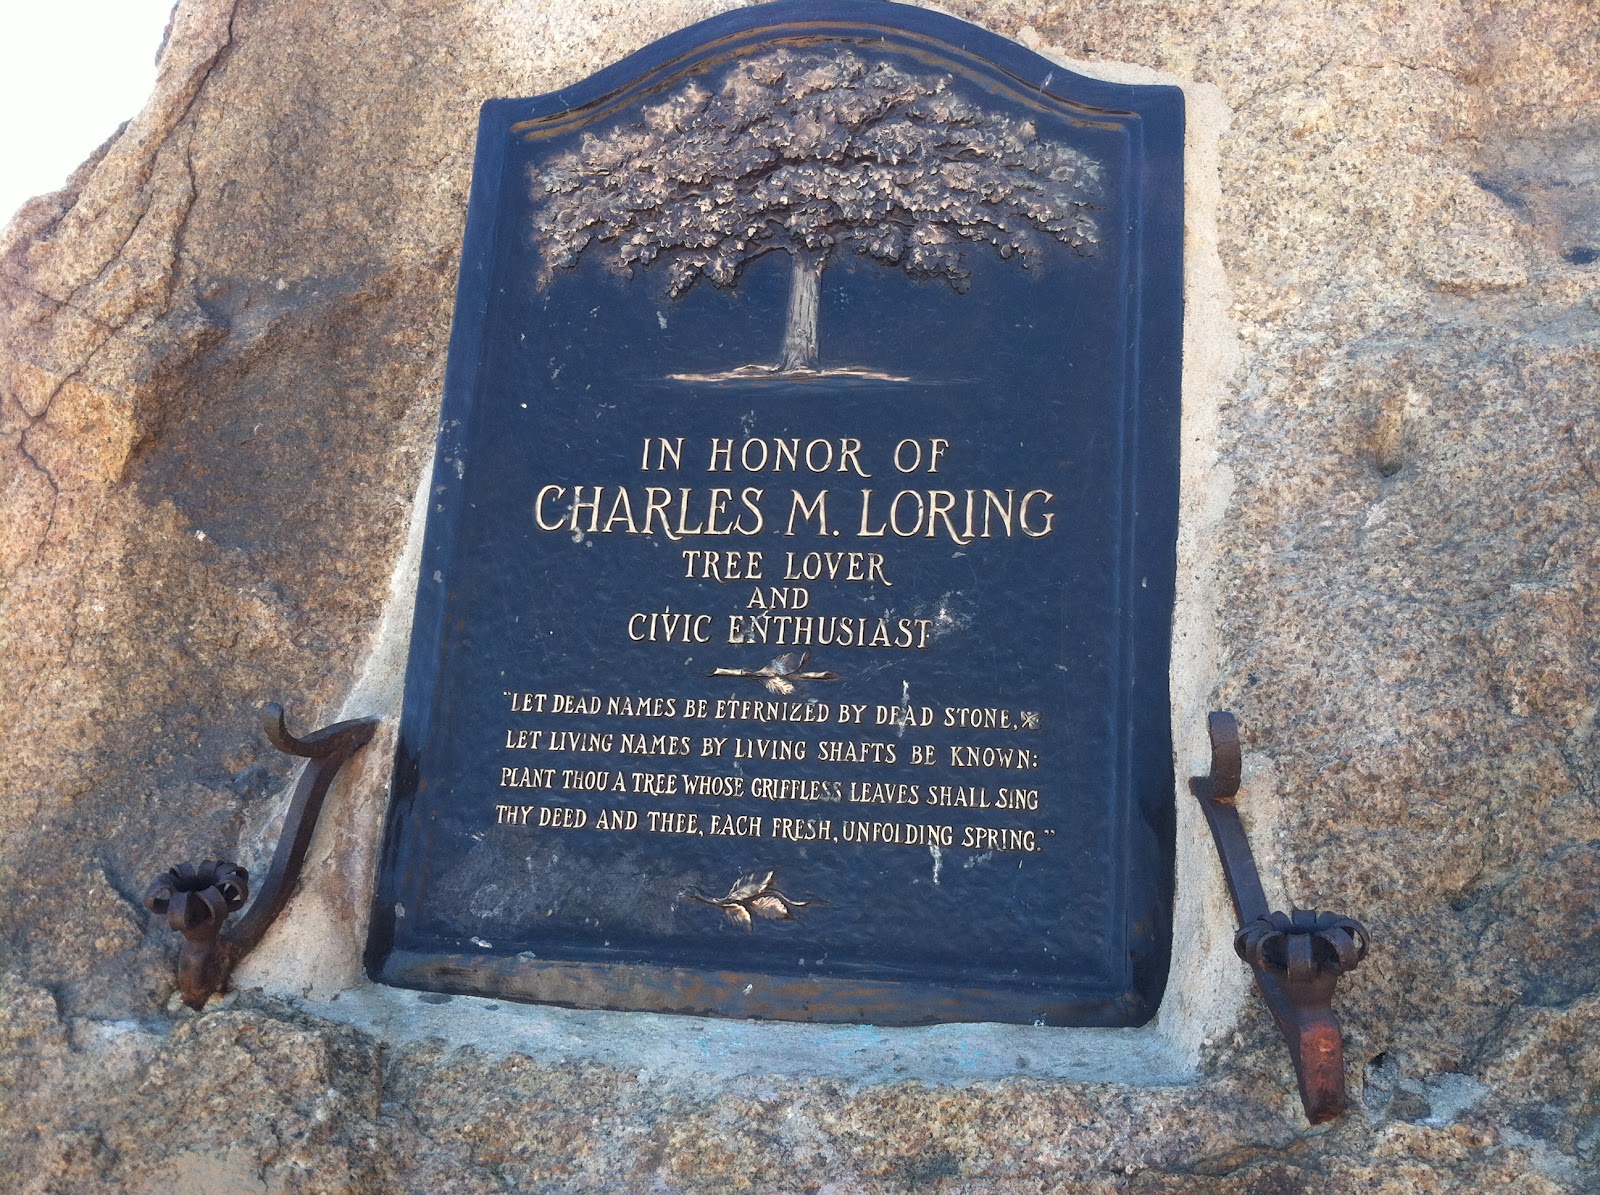 IN HONOR OF
CHARLES M. LORING
TREE LOVER
AND
CIVIC ENTHUSIAST
"LET DEAD NAMES BE ETERNIZED BY DEAD STONE,
LET LIVING NAMES BY LIVING SHAFTS BE KNOWN:
PLANT THOU A TREE WHOSE GRIFFLESS LEAVES SHALL SING
THY DEED AND THEE, EACH FRESH, UNFOLDING SPRING."